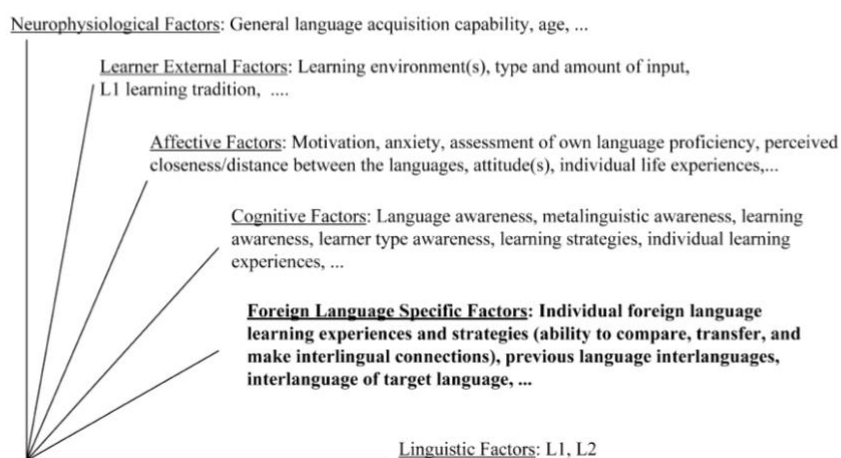 Neurophysiological Factors: General language acquisition capability, age, ...
Learner External Factors: Learning environment(s), type and amount of input,
L1 learning tradition, ....
Affective Factors: Motivation, anxiety, assessment of own language proficiency, perceived
closeness/distance between the languages, attitude(s), individual life experiences,...
Cognitive Factors: Language awareness, metalinguistic awareness, learning
awareness, learner type awareness, learning strategies, individual learning
experiences, ...
Foreign Language Specific Factors: Individual foreign language
learning experiences and strategies (ability to compare, transfer, and
make interlingual connections), previous language interlanguages,
interlanguage of target language, ...
Linguistic Factors: L1, L2